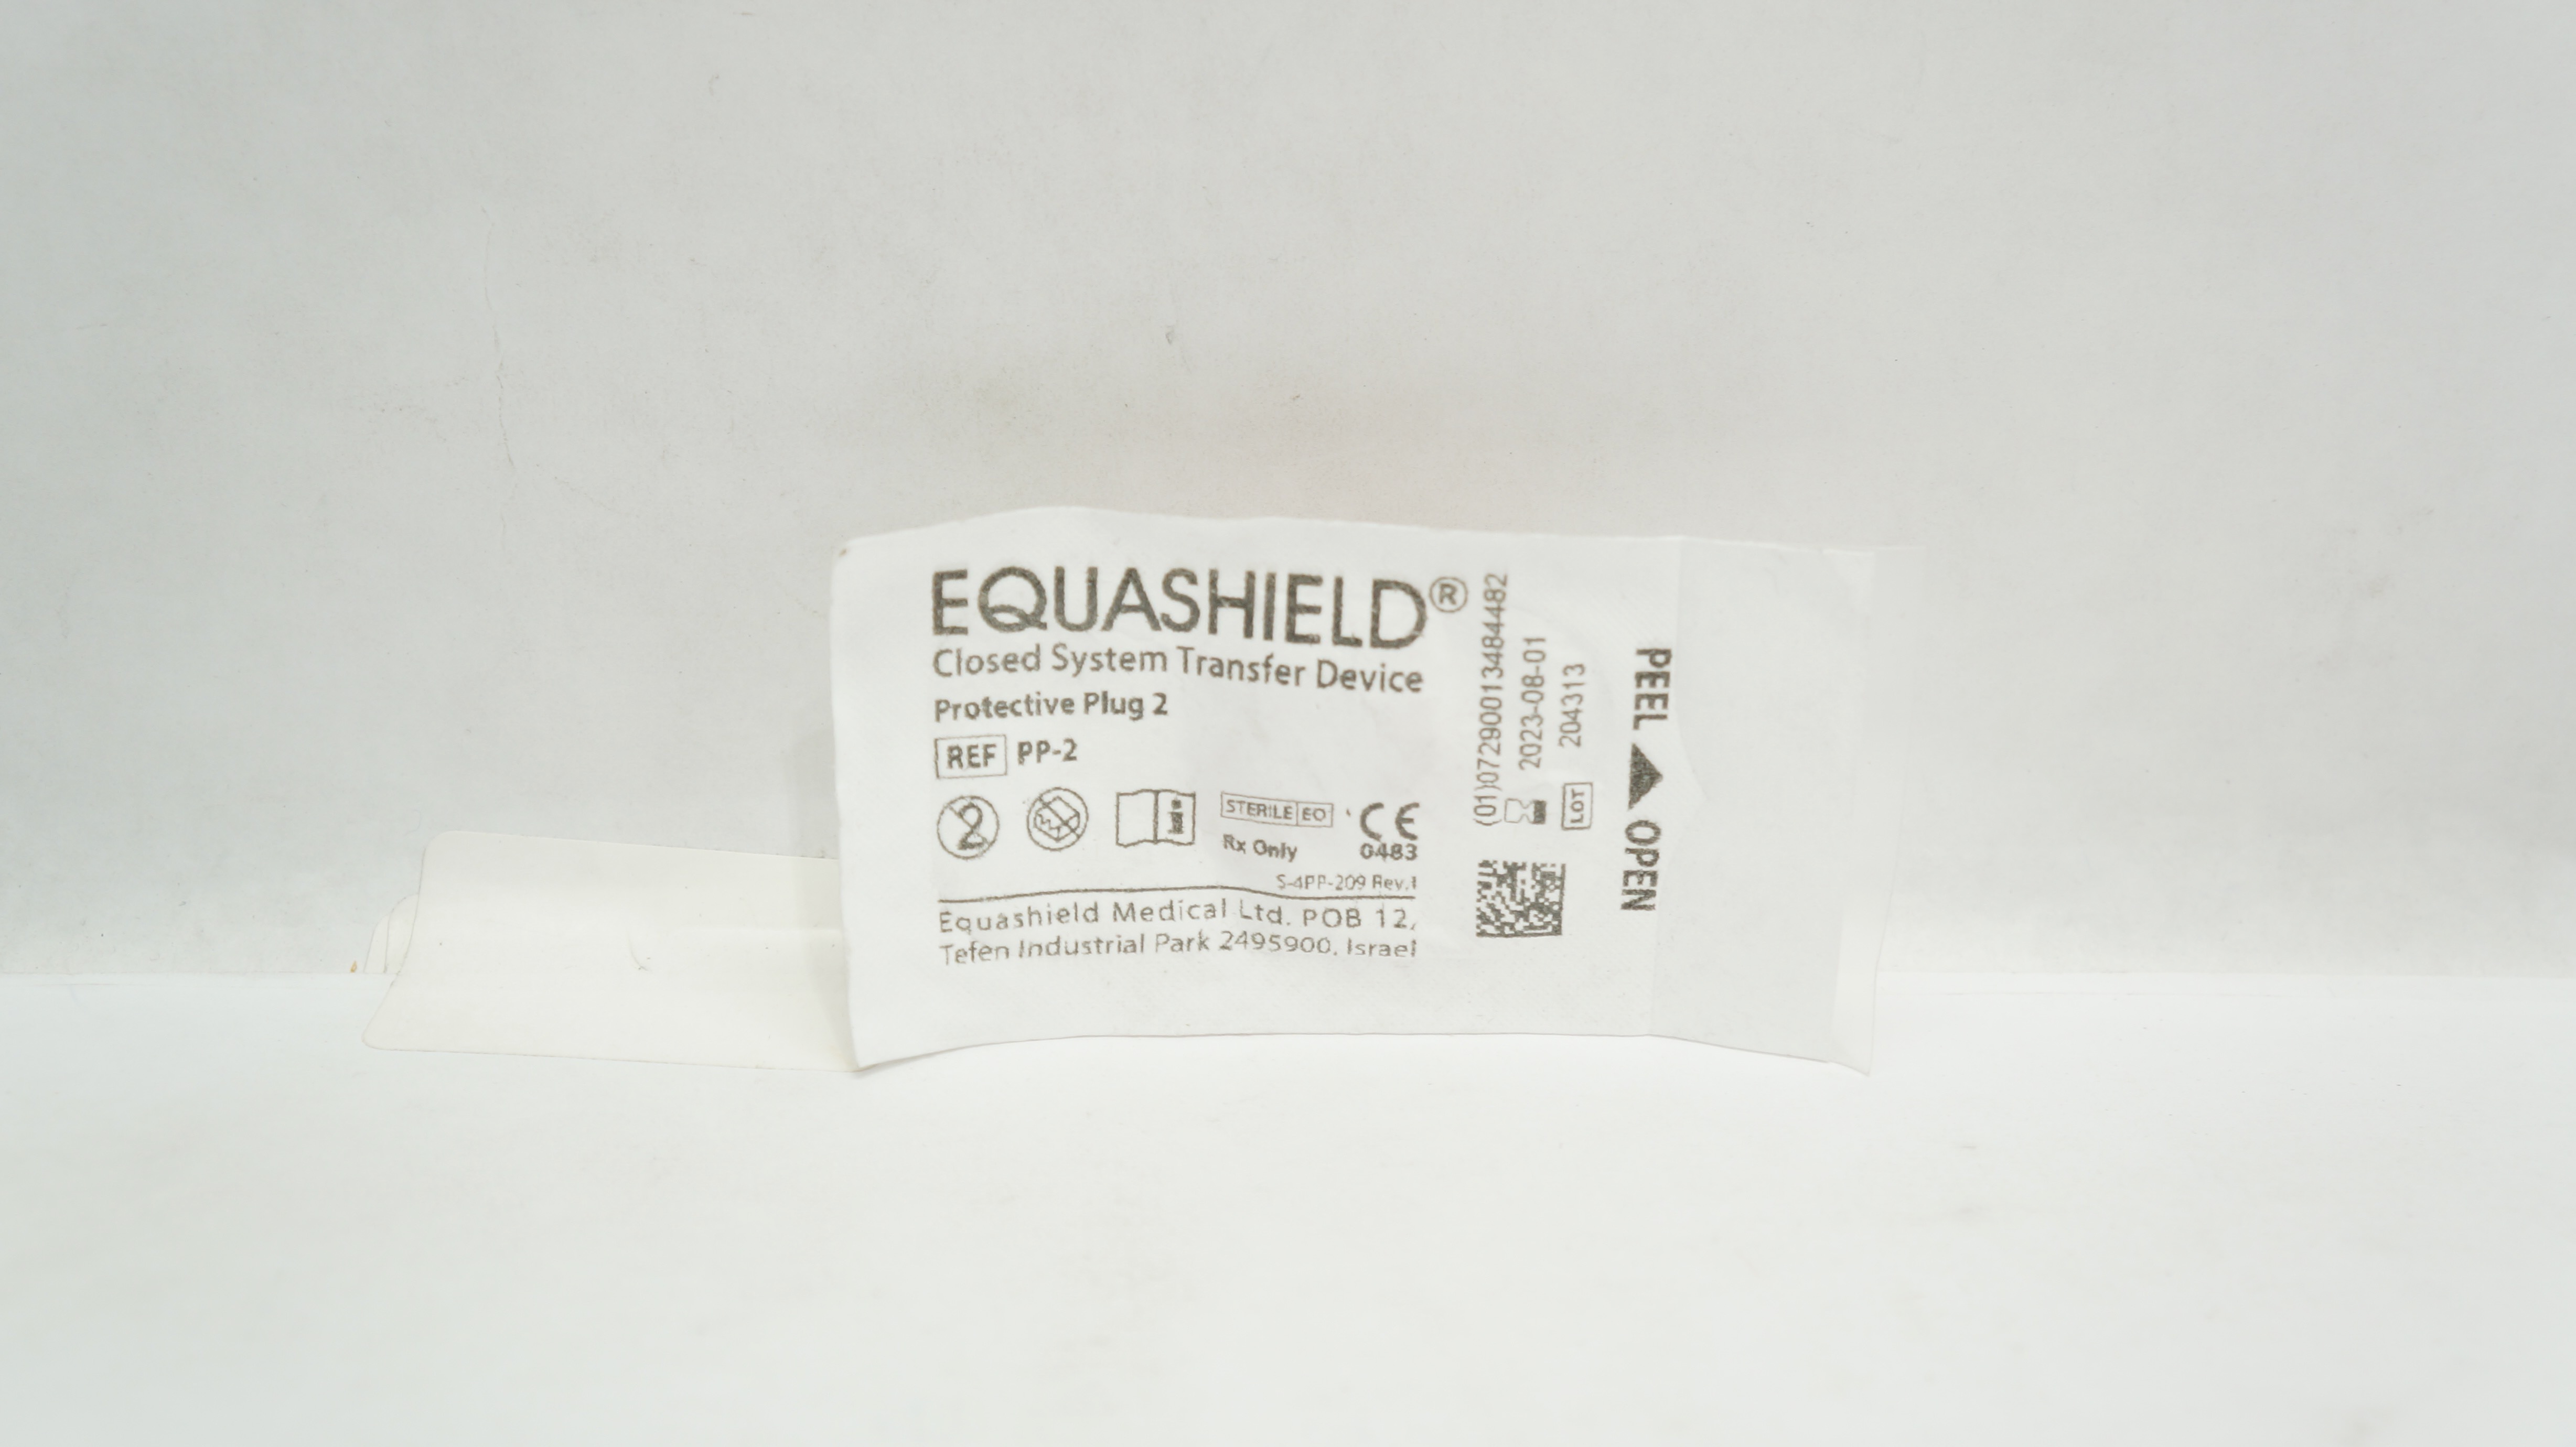 EQUASHIELD®
Closed System Transfer Device
Protective Plug 2
REF PP-2
2
STERILE EO
CE
Rx Only
0483
S-4PP-209 Rev.1
Equashield Medical Ltd. POB 12,
Tefen Industrial Park 2495900, Israel
(01)07290013484482
2023-08-01
LOT 204313
PEEL OPEN